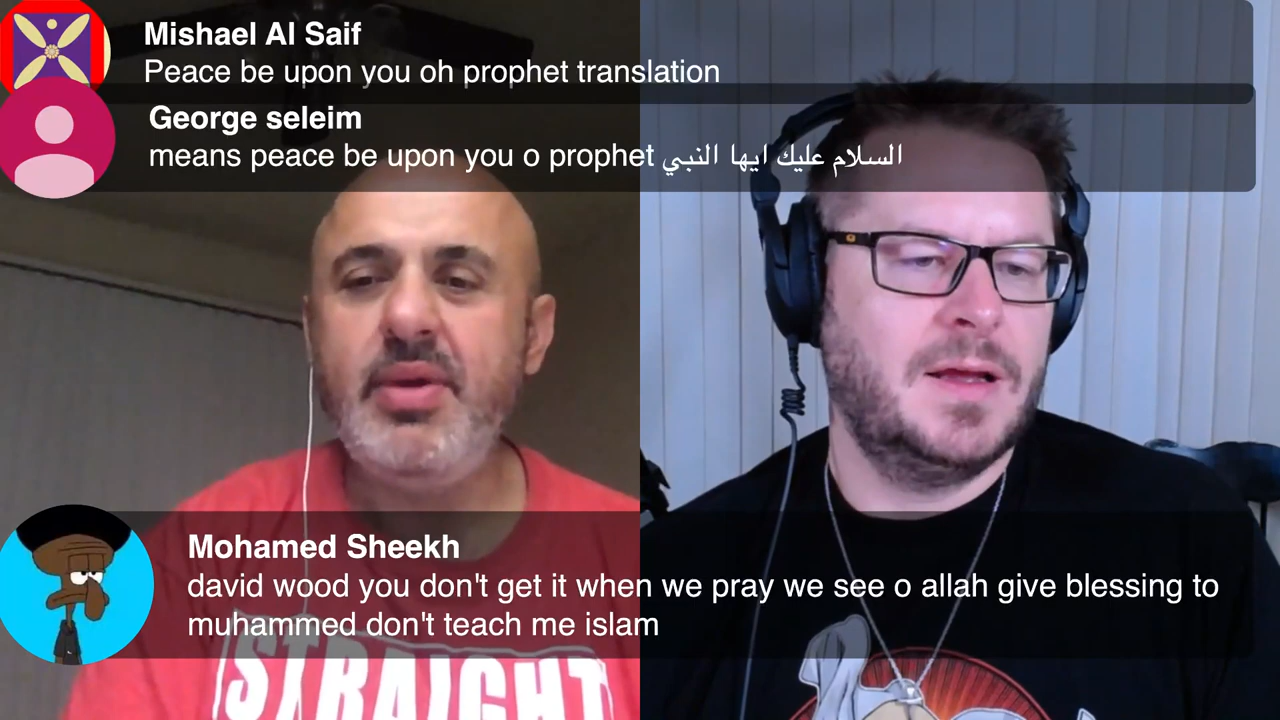 Mishael Al Saif
Peace be upon you oh prophet translation
George seleim
means peace be upon you o prophet السلام عليك ايها النبي
Mohamed Sheekh
david wood you don't get it when we pray we see o allah give blessing to
muhammed don't teach me islam
STRAIGHT